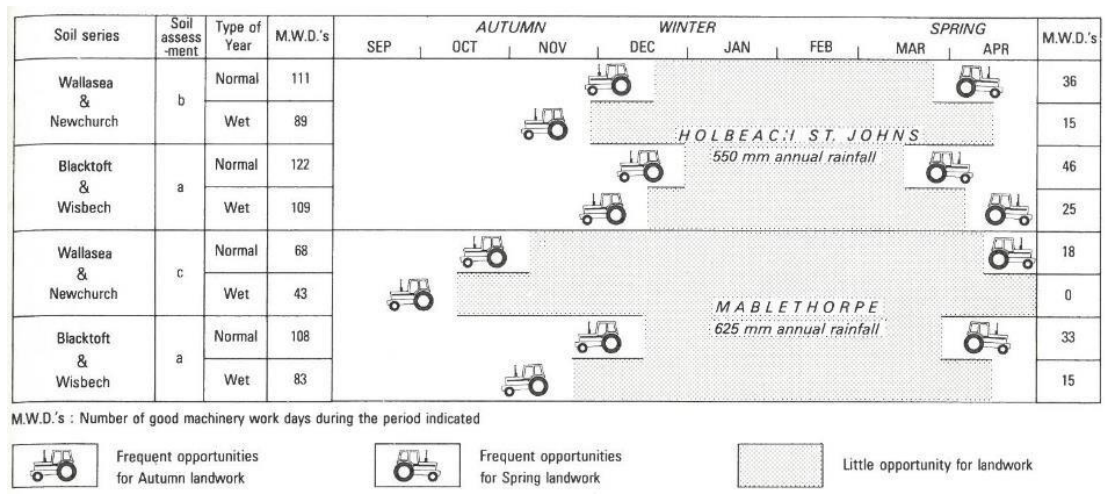 Soil series Soil assess -ment Type of Year M.W.D.'s AUTUMN WINTER SPRING M.W.D.'s
SEP OCT NOV DEC JAN FEB MAR APR
Wallasea & Newchurch b Normal 111 36
Wet 89 15
HOLBEACH ST. JOHNS
550 mm annual rainfall
Blacktoft & Wisbech a Normal 122 46
Wet 109 25
Wallasea & Newchurch c Normal 68 18
Wet 43 0
MABLETHORPE
625 mm annual rainfall
Blacktoft & Wisbech a Normal 108 33
Wet 83 15
M.W.D.'s : Number of good machinery work days during the period indicated
Frequent opportunities for Autumn landwork
Frequent opportunities for Spring landwork
Little opportunity for landwork